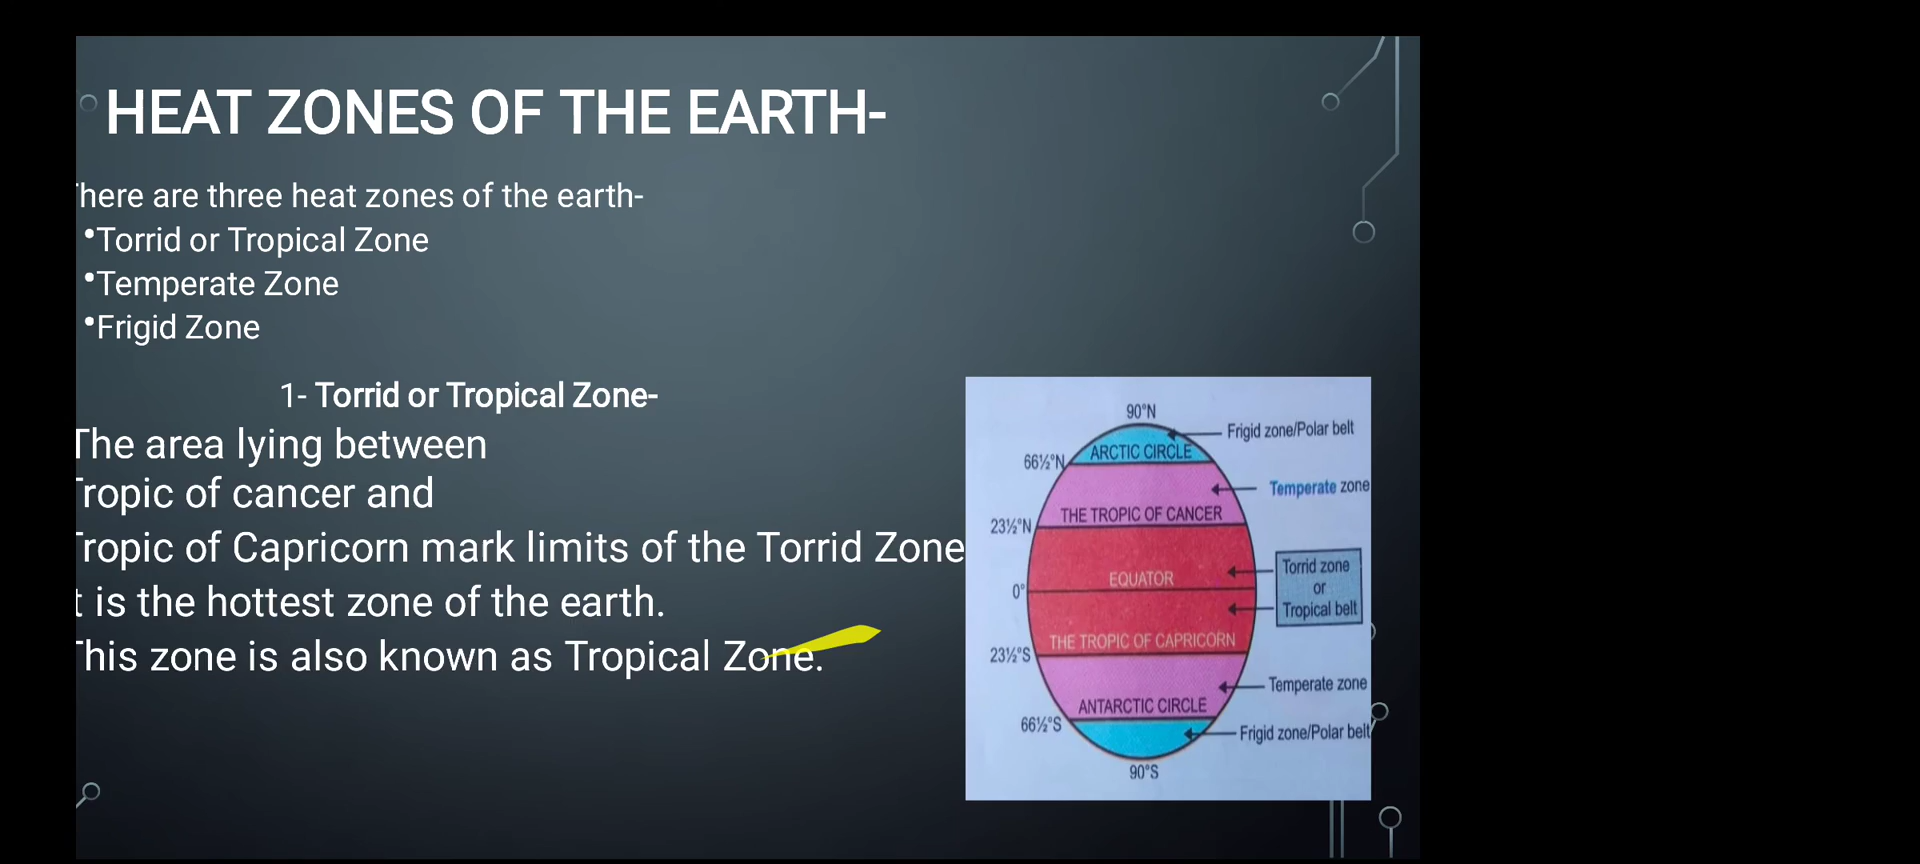 HEAT ZONES OF THE EARTH-
here are three heat zones of the earth-
•Torrid or Tropical Zone
•Temperate Zone
•Frigid Zone
1- Torrid or Tropical Zone-
The area lying between
Tropic of cancer and
Tropic of Capricorn mark limits of the Torrid Zone
t is the hottest zone of the earth.
This zone is also known as Tropical Zone.
90°N
Frigid zone/Polar belt
ARCTIC CIRCLE
66½°N
Temperate zone
THE TROPIC OF CANCER
23½°N
Torrid zone
or
Tropical belt
EQUATOR
0°
THE TROPIC OF CAPRICORN
23½°S
Temperate zone
ANTARCTIC CIRCLE
66½°S
Frigid zone/Polar belt
90°S